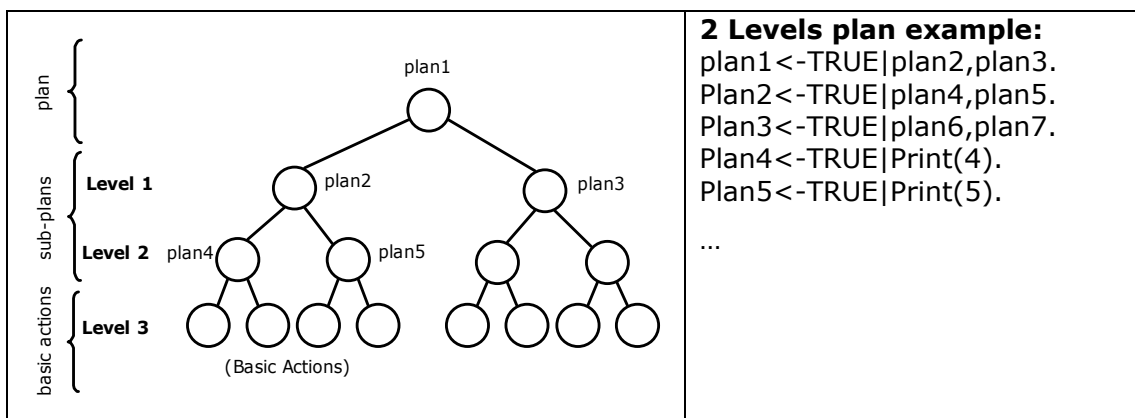 plan1
plan
Level 1
plan2
plan3
sub-plans
Level 2
plan4
plan5
basic actions
Level 3
(Basic Actions)
2 Levels plan example:
plan1<-TRUE|plan2,plan3.
Plan2<-TRUE|plan4,plan5.
Plan3<-TRUE|plan6,plan7.
Plan4<-TRUE|Print(4).
Plan5<-TRUE|Print(5).
…